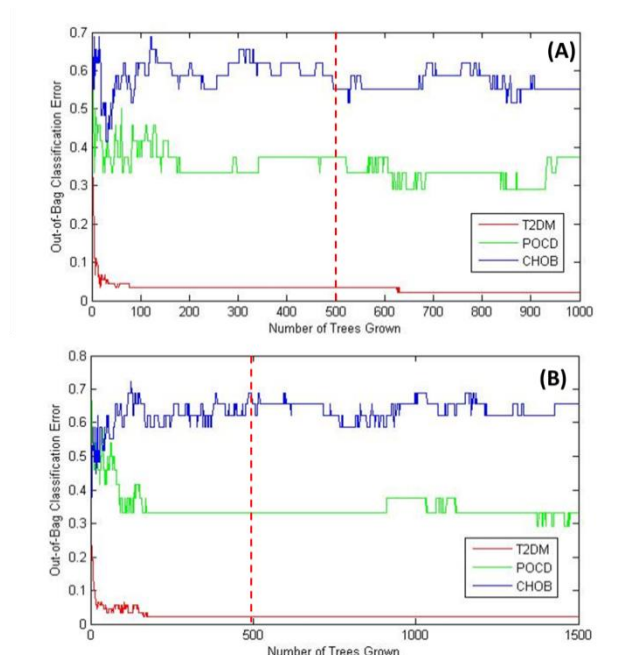 (A)
Out-of-Bag Classification Error
0.7
0.6
0.5
0.4
0.3
0.2
0.1
0
T2DM
POCD
CHOB
0 100 200 300 400 500 600 700 800 900 1000
Number of Trees Grown
(B)
Out-of-Bag Classification Error
0.8
0.7
0.6
0.5
0.4
0.3
0.2
0.1
0
T2DM
POCD
CHOB
0 500 1000 1500
Number of Trees Grown